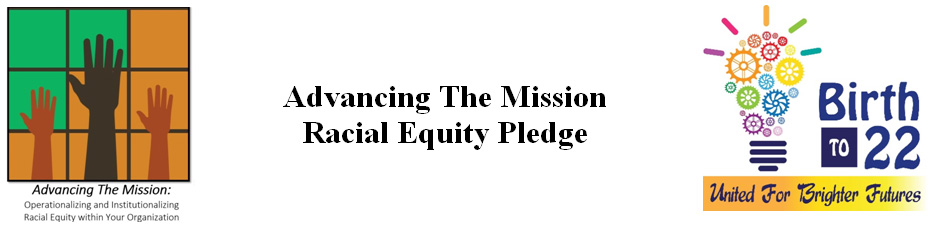 Advancing The Mission:
Operationalizing and Institutionalizing
Racial Equity within Your Organization
Advancing The Mission
Racial Equity Pledge
Birth
TO 22
United For Brighter Futures